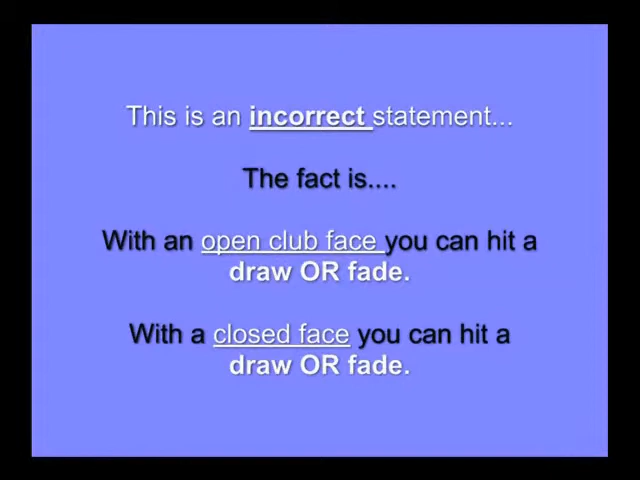 This is an incorrect statement...
The fact is....
With an open club face you can hit a
draw OR fade.
With a closed face you can hit a
draw OR fade.